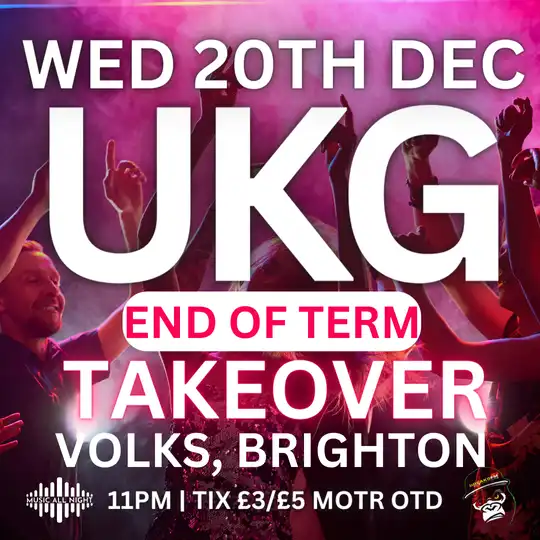 WED 20TH DEC
UKG
END OF TERM
TAKEOVER
VOLKS, BRIGHTON
MUSIC ALL NIGHT
11PM | TIX £3/£5 MOTR OTD